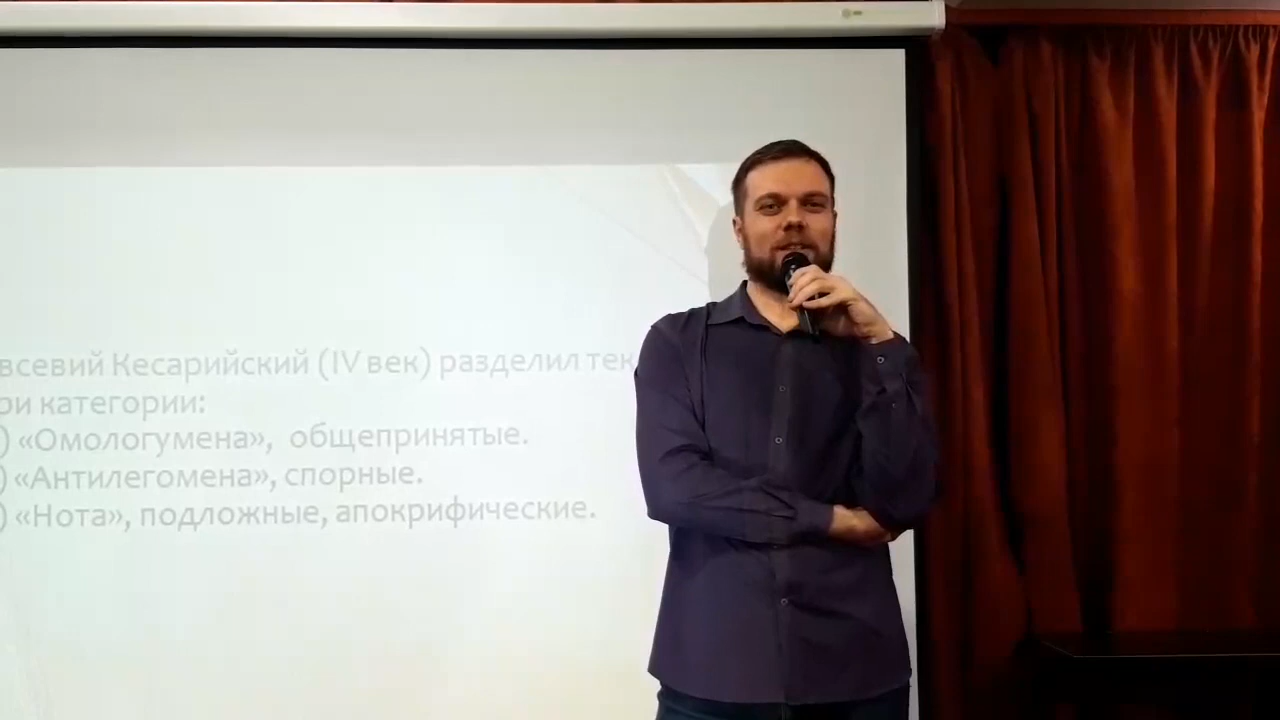 всевий Кесарийский (IV век) разделил тек
ри категории:
) «Омологумена», общепринятые.
) «Антилегомена», спорные.
) «Нота», подложные, апокрифические.